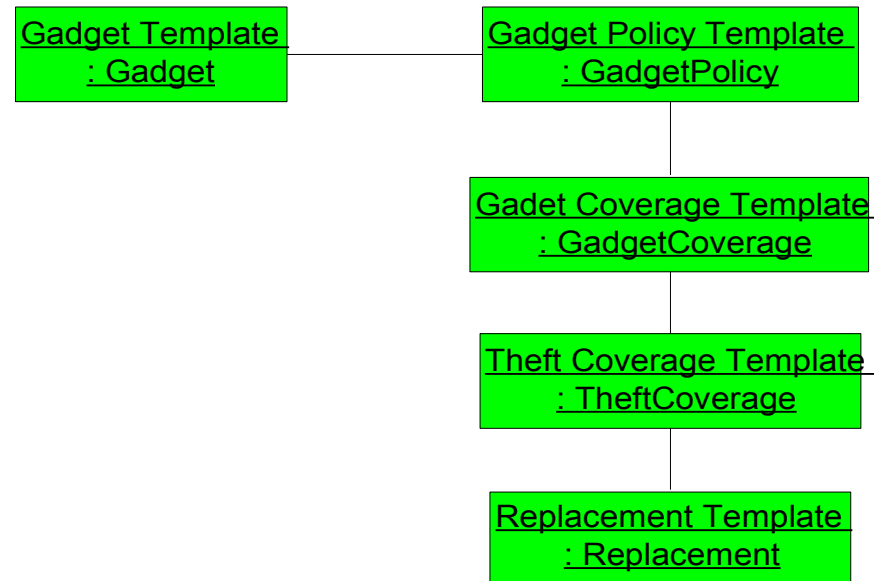 Gadget Template
: Gadget
Gadget Policy Template
: GadgetPolicy
Gadet Coverage Template
: GadgetCoverage
Theft Coverage Template
: TheftCoverage
Replacement Template
: Replacement